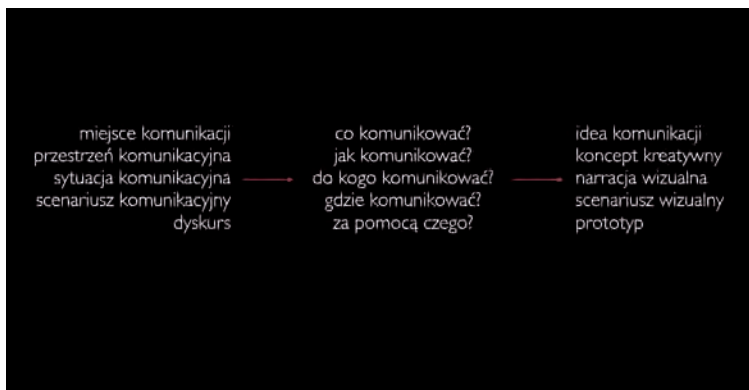 miejsce komunikacji
przestrzeń komunikacyjna
sytuacja komunikacyjna
scenariusz komunikacyjny
dyskurs
co komunikować?
jak komunikować?
do kogo komunikować?
gdzie komunikować?
za pomocą czego?
idea komunikacji
koncept kreatywny
narracja wizualna
scenariusz wizualny
prototyp